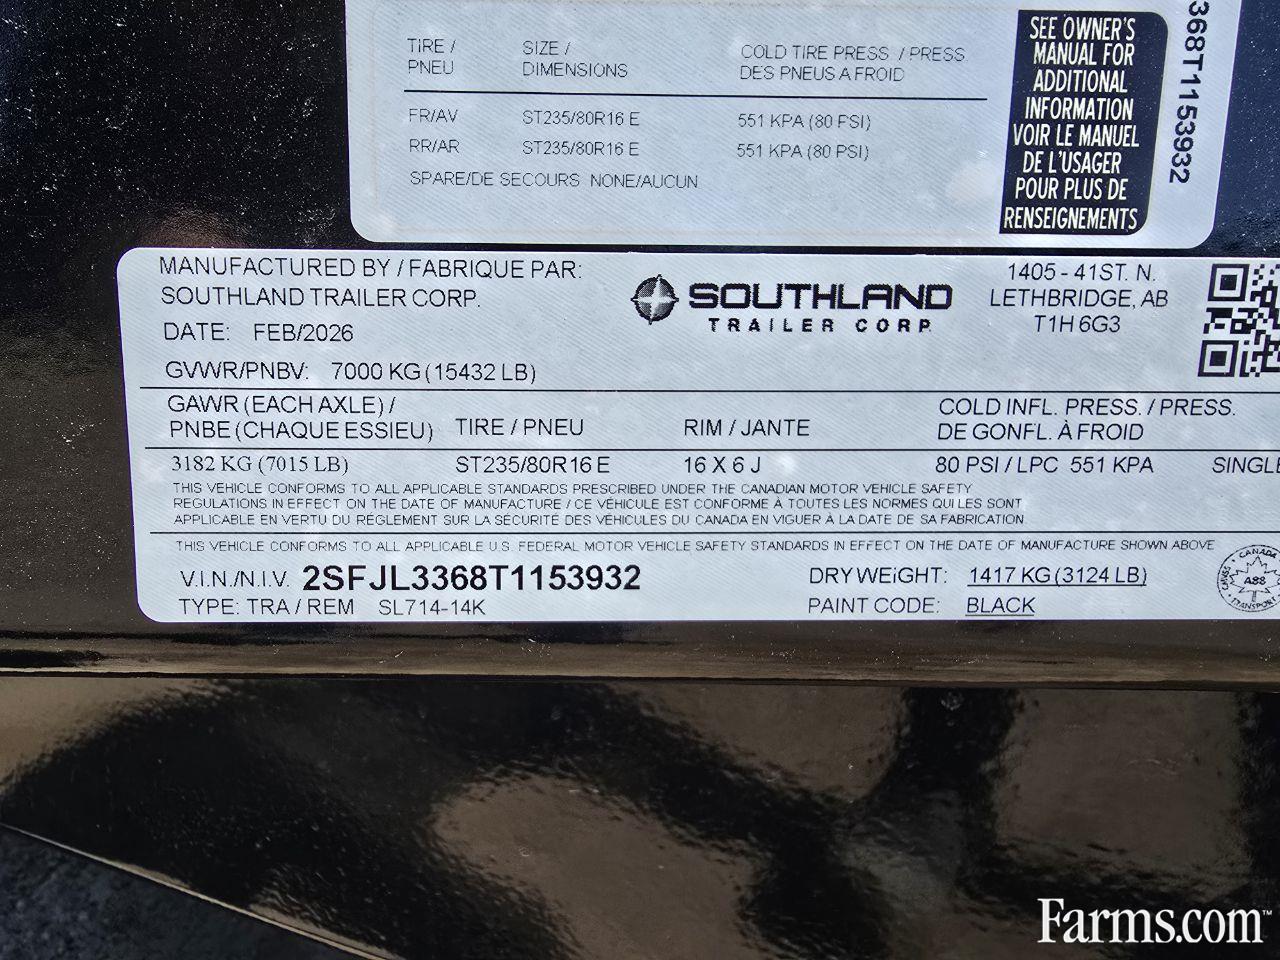 TIRE / SIZE / COLD TIRE PRESS. / PRESS.
PNEU DIMENSIONS DES PNEUS A FROID
FR/AV ST235/80R16 E 551 KPA (80 PSI)
RR/AR ST235/80R16 E 551 KPA (80 PSI)
SPARE/DE SECOURS NONE/AUCUN
SEE OWNER'S
MANUAL FOR
ADDITIONAL
INFORMATION
VOIR LE MANUEL
DE L'USAGER
POUR PLUS DE
RENSEIGNEMENTS
368T1153932
MANUFACTURED BY / FABRIQUE PAR:
SOUTHLAND TRAILER CORP.
DATE: FEB/2026
GVWR/PNBV: 7000 KG (15432 LB)
SOUTHLAND
TRAILER CORP.
1405 - 41ST. N.
LETHBRIDGE, AB
T1H 6G3
GAWR (EACH AXLE) / COLD INFL. PRESS. / PRESS.
PNBE (CHAQUE ESSIEU) TIRE / PNEU RIM / JANTE DE GONFL. À FROID
3182 KG (7015 LB) ST235/80R16 E 16 X 6 J 80 PSI / LPC 551 KPA SINGLE
THIS VEHICLE CONFORMS TO ALL APPLICABLE STANDARDS PRESCRIBED UNDER THE CANADIAN MOTOR VEHICLE SAFETY
REGULATIONS IN EFFECT ON THE DATE OF MANUFACTURE / CE VÉHICULE EST CONFORME À TOUTES LES NORMES QUI LES SONT
APPLICABLE EN VERTU DU RÉGLEMENT SUR LA SÉCURITÉ DES VÉHICULES DU CANADA EN VIGUER À LA DATE DE SA FABRICATION
THIS VEHICLE CONFORMS TO ALL APPLICABLE U.S. FEDERAL MOTOR VEHICLE SAFETY STANDARDS IN EFFECT ON THE DATE OF MANUFACTURE SHOWN ABOVE
V.I.N./N.I.V. 2SFJL3368T1153932 DRY WEIGHT: 1417 KG (3124 LB)
TYPE: TRA / REM SL714-14K PAINT CODE: BLACK
CANADA
TRANSPORT
Farms.com™